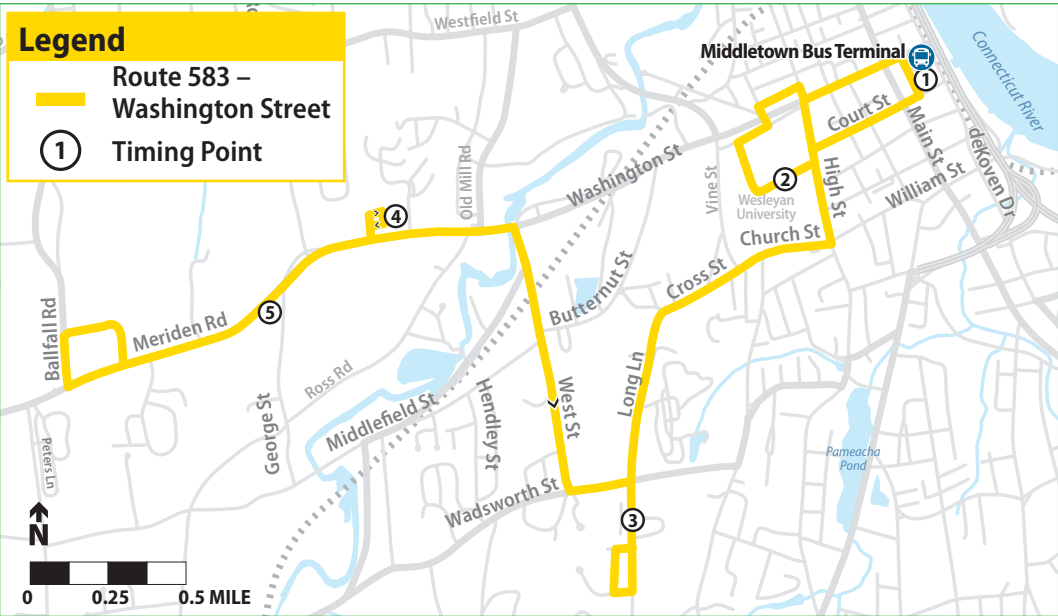 Legend
Route 583 –
Washington Street
1 Timing Point
Westfield St
Middletown Bus Terminal
1
Connecticut River
Court St
Main St
deKoven Dr
William St
High St
2
Wesleyan
University
Vine St
Washington St
Old Mill Rd
Church St
Cross St
4
Butternut St
5
Meriden Rd
Ballfall Rd
Ross Rd
Long Ln
West St
George St
Middlefield St
Hendley St
Peters Ln
Pameacha
Pond
Wadsworth St
3
N
0 0.25 0.5 MILE